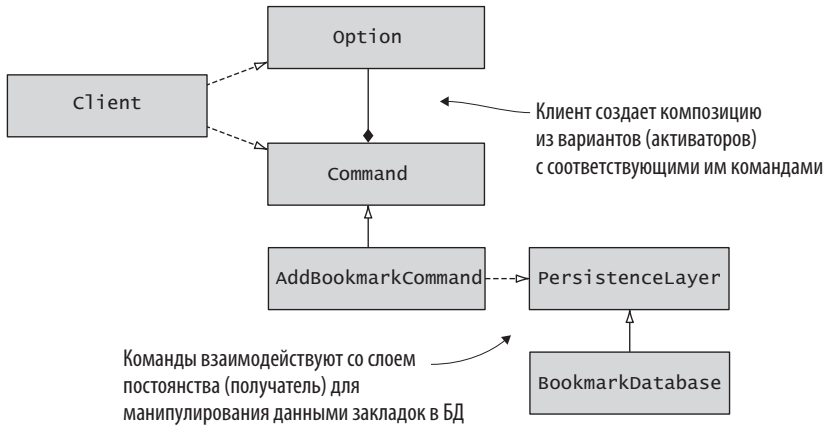 Option
Client
Клиент создает композицию
из вариантов (активаторов)
с соответствующими им командами
Command
AddBookmarkCommand
PersistenceLayer
Команды взаимодействуют со слоем
постоянства (получатель) для
манипулирования данными закладок в БД
BookmarkDatabase